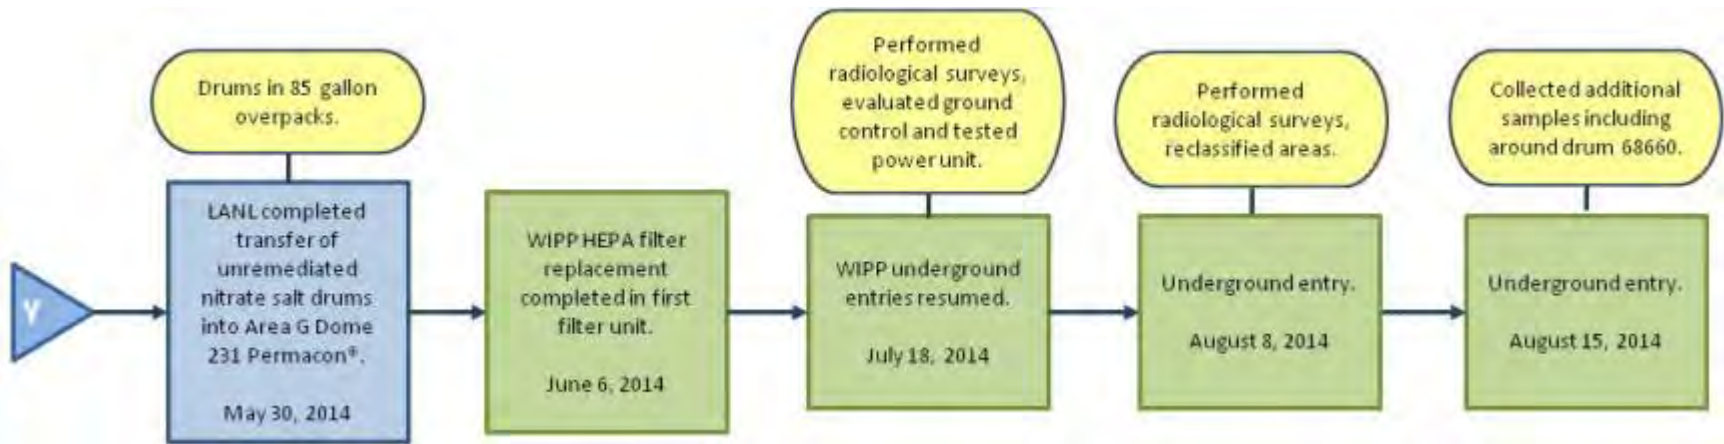 Drums in 85 gallon
overpacks.
Performed
radiological surveys,
evaluated ground
control and tested
power unit.
Performed
radiological surveys,
reclassified areas.
Collected additional
samples including
around drum 68660.
Y
LANL completed
transfer of
unremediated
nitrate salt drums
into Area G Dome
231 Permacon®.
May 30, 2014
WIPP HEPA filter
replacement
completed in first
filter unit.
June 6, 2014
WIPP underground
entries resumed.
July 18, 2014
Underground entry.
August 8, 2014
Underground entry.
August 15, 2014